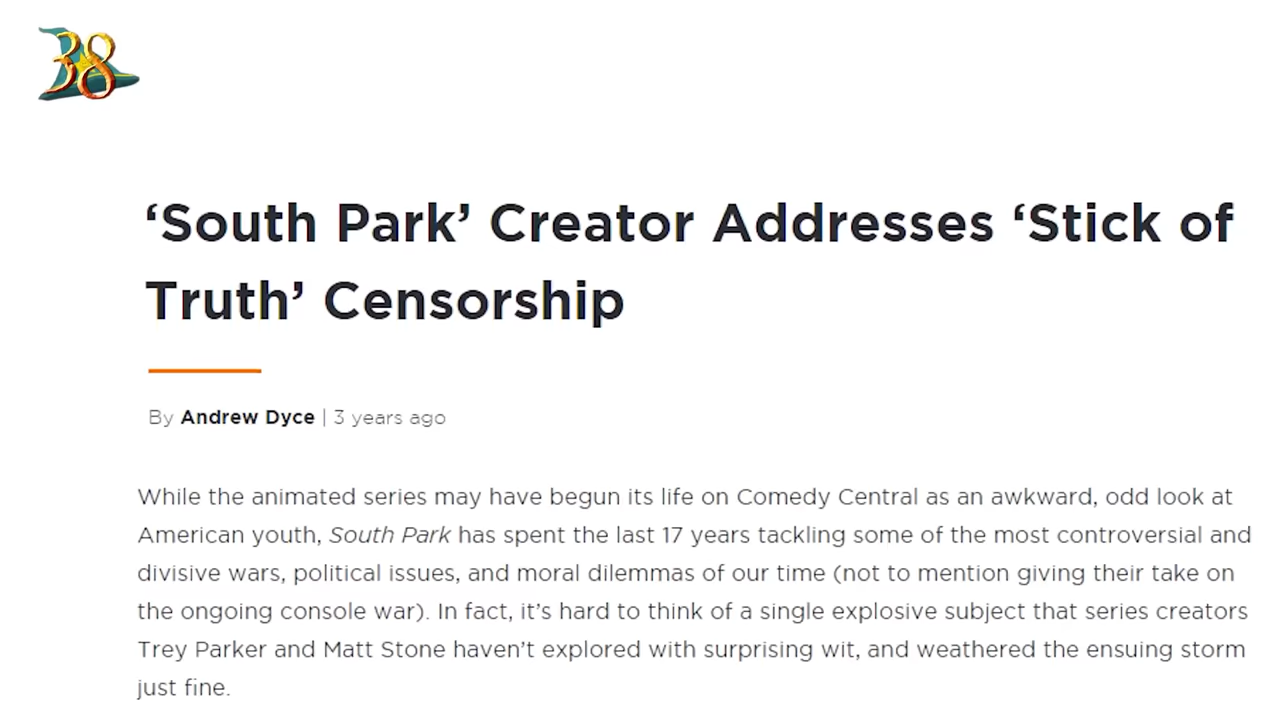 38
‘South Park’ Creator Addresses ‘Stick of
Truth’ Censorship
By Andrew Dyce | 3 years ago
While the animated series may have begun its life on Comedy Central as an awkward, odd look at
American youth, South Park has spent the last 17 years tackling some of the most controversial and
divisive wars, political issues, and moral dilemmas of our time (not to mention giving their take on
the ongoing console war). In fact, it’s hard to think of a single explosive subject that series creators
Trey Parker and Matt Stone haven’t explored with surprising wit, and weathered the ensuing storm
just fine.